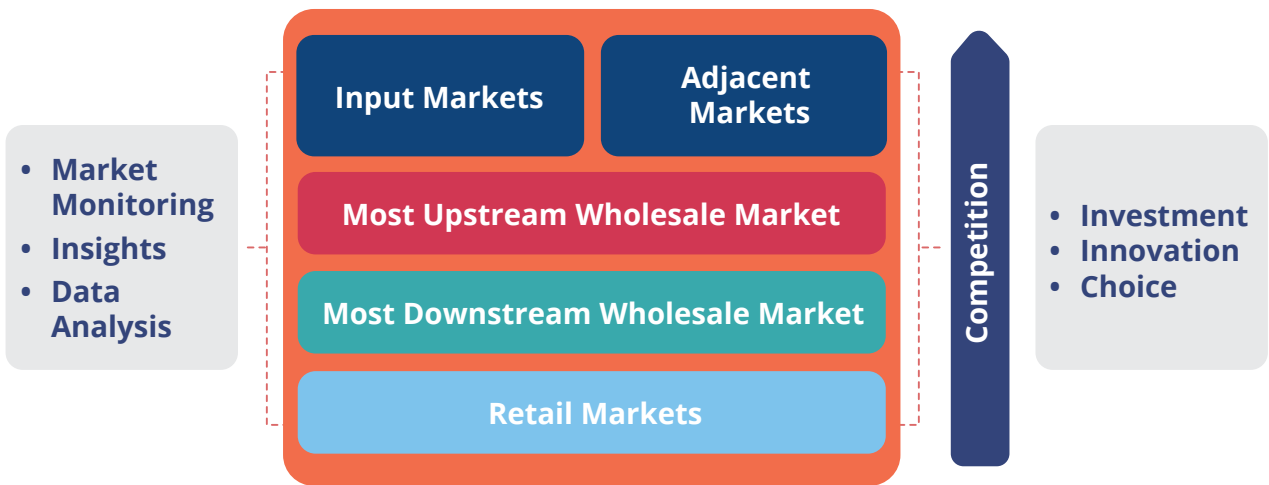 • Market
Monitoring
• Insights
• Data
Analysis
Input Markets
Adjacent
Markets
Most Upstream Wholesale Market
Most Downstream Wholesale Market
Retail Markets
Competition
• Investment
• Innovation
• Choice